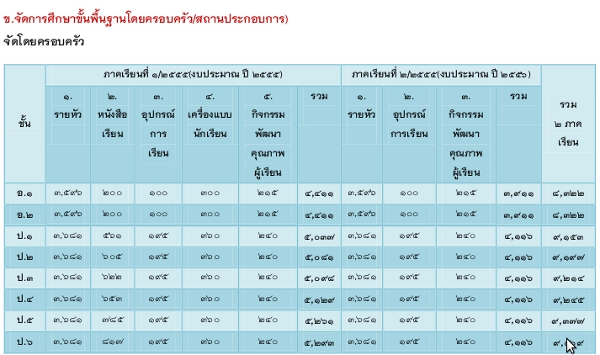 ข.จัดการศึกษาขั้นพื้นฐานโดยครอบครัว/สถานประกอบการ)
จัดโดยครอบครัว
ชั้น
ภาคเรียนที่ ๑/๒๕๕๕(งบประมาณ ปี ๒๕๕๕)
ภาคเรียนที่ ๒/๒๕๕๕(งบประมาณ ปี ๒๕๕๖)
รวม
๒ ภาค
เรียน
๑.
รายหัว
๒.
หนังสือ
เรียน
๓.
อุปกรณ์
การ
เรียน
๔.
เครื่องแบบ
นักเรียน
๕.
กิจกรรม
พัฒนา
คุณภาพ
ผู้เรียน
รวม
๑.
รายหัว
๒.
อุปกรณ์
การเรียน
๓.
กิจกรรม
พัฒนา
คุณภาพ
ผู้เรียน
รวม
อ.๑ ๓,๕๙๖ ๒๐๐ ๑๐๐ ๓๐๐ ๒๑๕ ๔,๔๑๑ ๓,๕๙๖ ๑๐๐ ๒๑๕ ๓,๙๑๑ ๘,๓๒๒
อ.๒ ๓,๕๙๖ ๒๐๐ ๑๐๐ ๓๐๐ ๒๑๕ ๔,๔๑๑ ๓,๕๙๖ ๑๐๐ ๒๑๕ ๓,๙๑๑ ๘,๓๒๒
ป.๑ ๓,๖๘๑ ๕๖๑ ๑๙๕ ๓๖๐ ๒๔๐ ๕,๐๓๗ ๓,๖๘๑ ๑๙๕ ๒๔๐ ๔,๑๑๖ ๙,๑๕๓
ป.๒ ๓,๖๘๑ ๖๐๕ ๑๙๕ ๓๖๐ ๒๔๐ ๕,๐๘๑ ๓,๖๘๑ ๑๙๕ ๒๔๐ ๔,๑๑๖ ๙,๑๙๗
ป.๓ ๓,๖๘๑ ๖๒๒ ๑๙๕ ๓๖๐ ๒๔๐ ๕,๐๙๘ ๓,๖๘๑ ๑๙๕ ๒๔๐ ๔,๑๑๖ ๙,๒๑๔
ป.๔ ๓,๖๘๑ ๖๕๓ ๑๙๕ ๓๖๐ ๒๔๐ ๕,๑๒๙ ๓,๖๘๑ ๑๙๕ ๒๔๐ ๔,๑๑๖ ๙,๒๔๕
ป.๕ ๓,๖๘๑ ๗๘๕ ๑๙๕ ๓๖๐ ๒๔๐ ๕,๒๖๑ ๓,๖๘๑ ๑๙๕ ๒๔๐ ๔,๑๑๖ ๙,๓๗๗
ป.๖ ๓,๖๘๑ ๘๑๗ ๑๙๕ ๓๖๐ ๒๔๐ ๕,๒๙๓ ๓,๖๘๑ ๑๙๕ ๒๔๐ ๔,๑๑๖